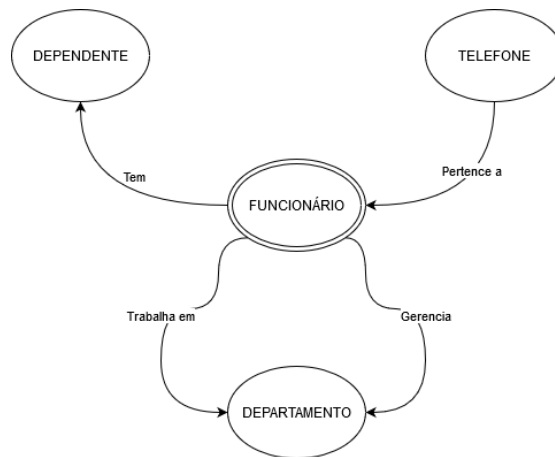 DEPENDENTE
TELEFONE
Tem
Pertence a
FUNCIONÁRIO
Trabalha em
Gerencia
DEPARTAMENTO